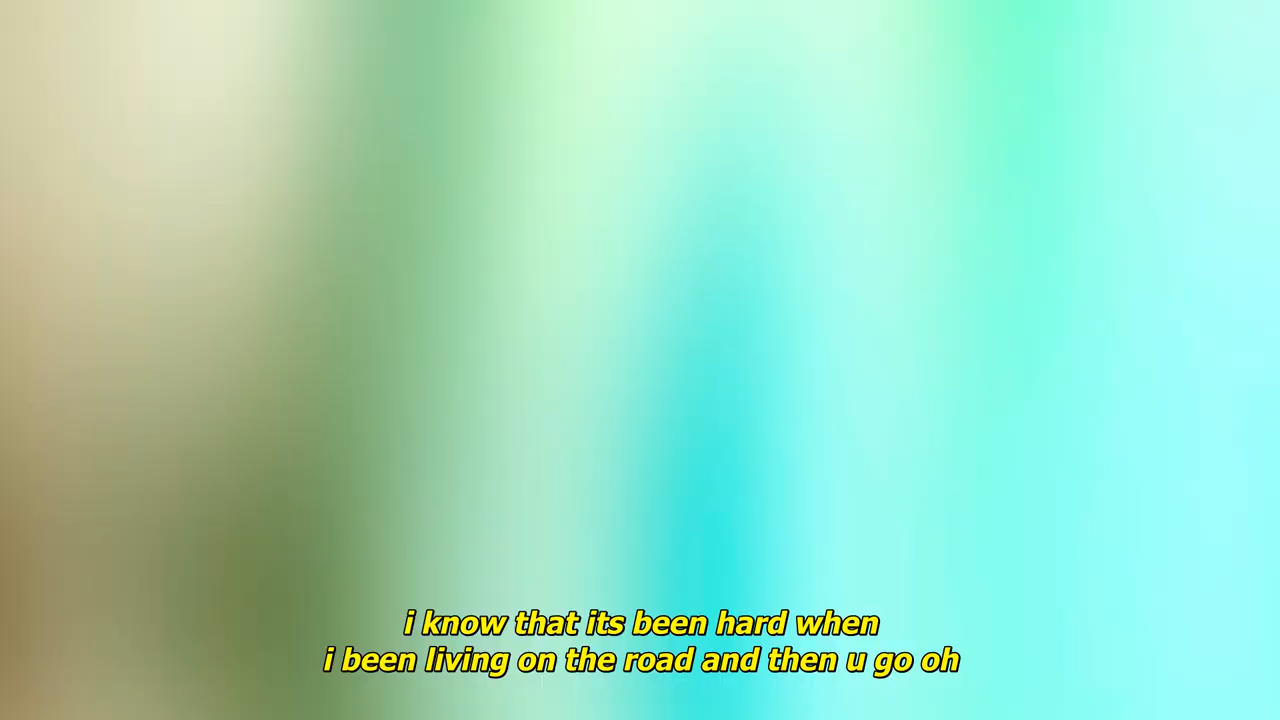 i know that its been hard when
i been living on the road and then u go oh